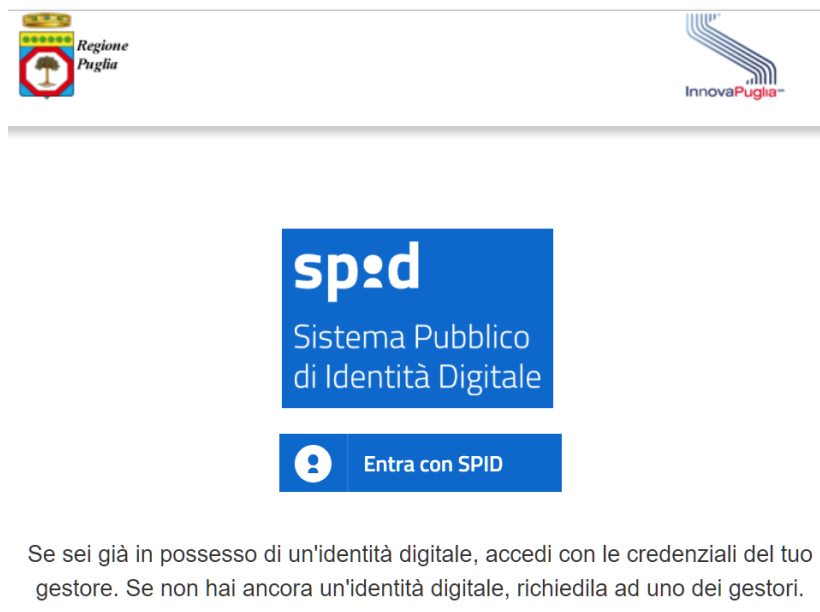 Regione
Puglia
InnovaPuglia
spid
Sistema Pubblico
di Identità Digitale
Entra con SPID
Se sei già in possesso di un'identità digitale, accedi con le credenziali del tuo
gestore. Se non hai ancora un'identità digitale, richiedila ad uno dei gestori.